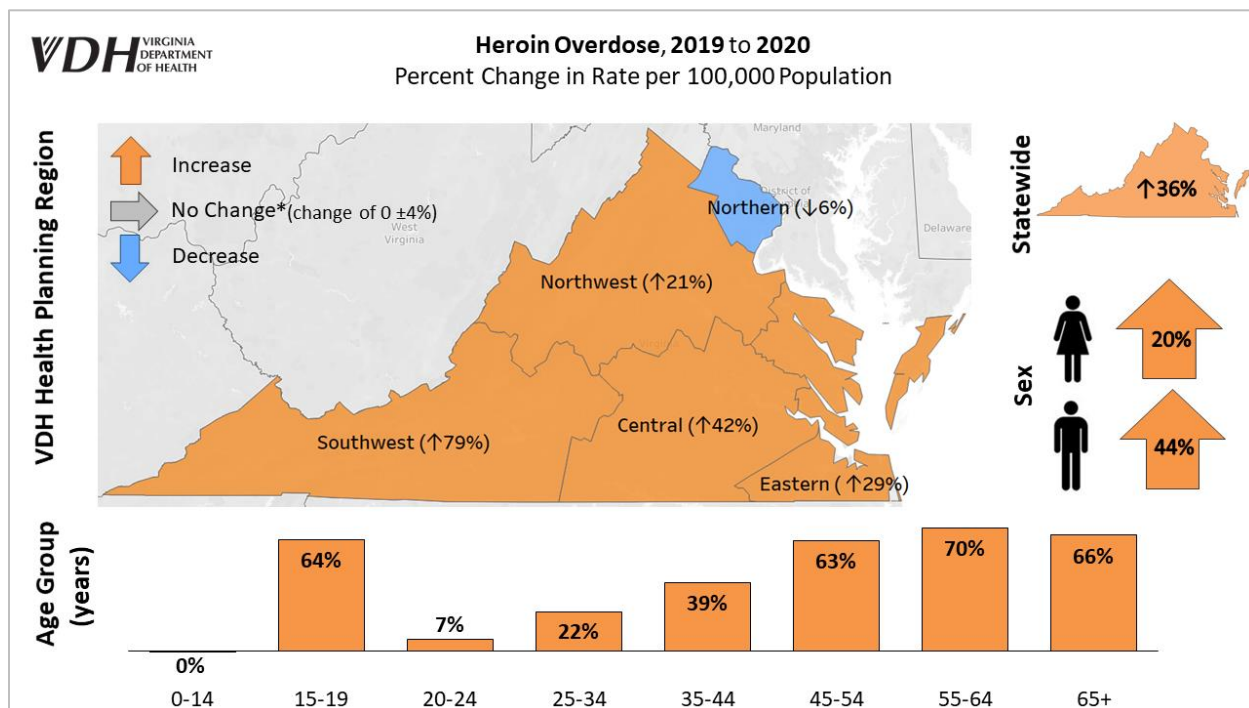 VDH VIRGINIA
DEPARTMENT
OF HEALTH
Heroin Overdose, 2019 to 2020
Percent Change in Rate per 100,000 Population
VDH Health Planning Region
Increase
No Change* (change of 0 ±4%)
Decrease
Maryland
District of
West
Virginia
Delaware
Northern (↓6%)
Northwest (↑21%)
Virginia
Southwest (↑79%)
Central (↑42%)
Eastern (↑29%)
Statewide
↑36%
Sex
20%
44%
Age Group
(years)
0%
64%
7%
22%
39%
63%
70%
66%
0-14
15-19
20-24
25-34
35-44
45-54
55-64
65+